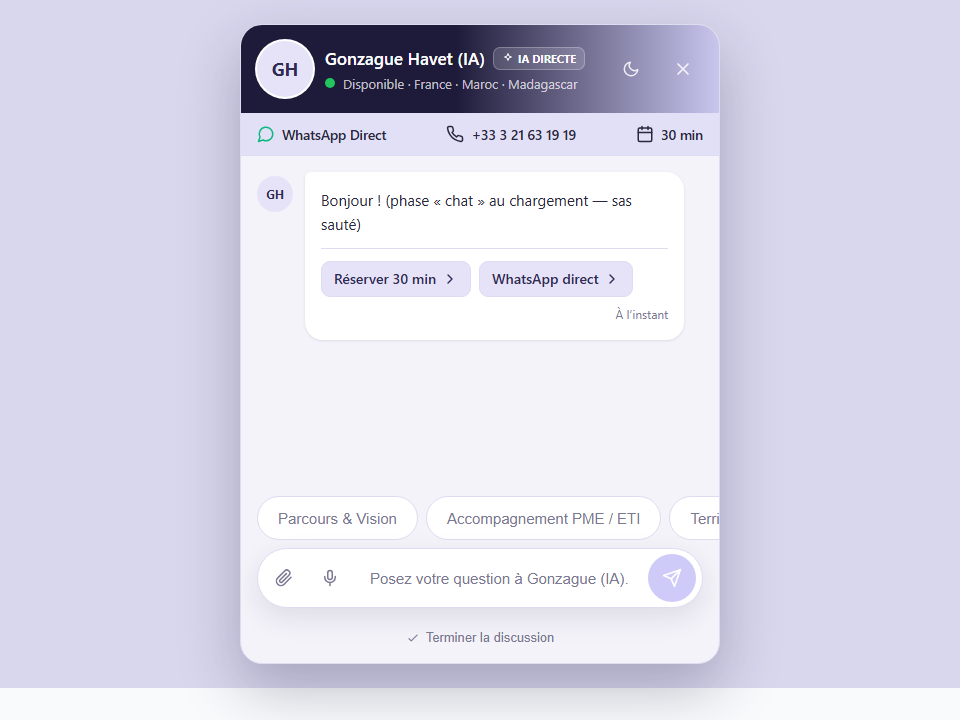 GH
Gonzague Havet (IA)
IA DIRECTE
Disponible · France · Maroc · Madagascar
WhatsApp Direct
+33 3 21 63 19 19
30 min
GH
Bonjour ! (phase « chat » au chargement — sas
sauté)
Réserver 30 min
WhatsApp direct
À l'instant
Parcours & Vision
Accompagnement PME / ETI
Terri
Posez votre question à Gonzague (IA).
Terminer la discussion